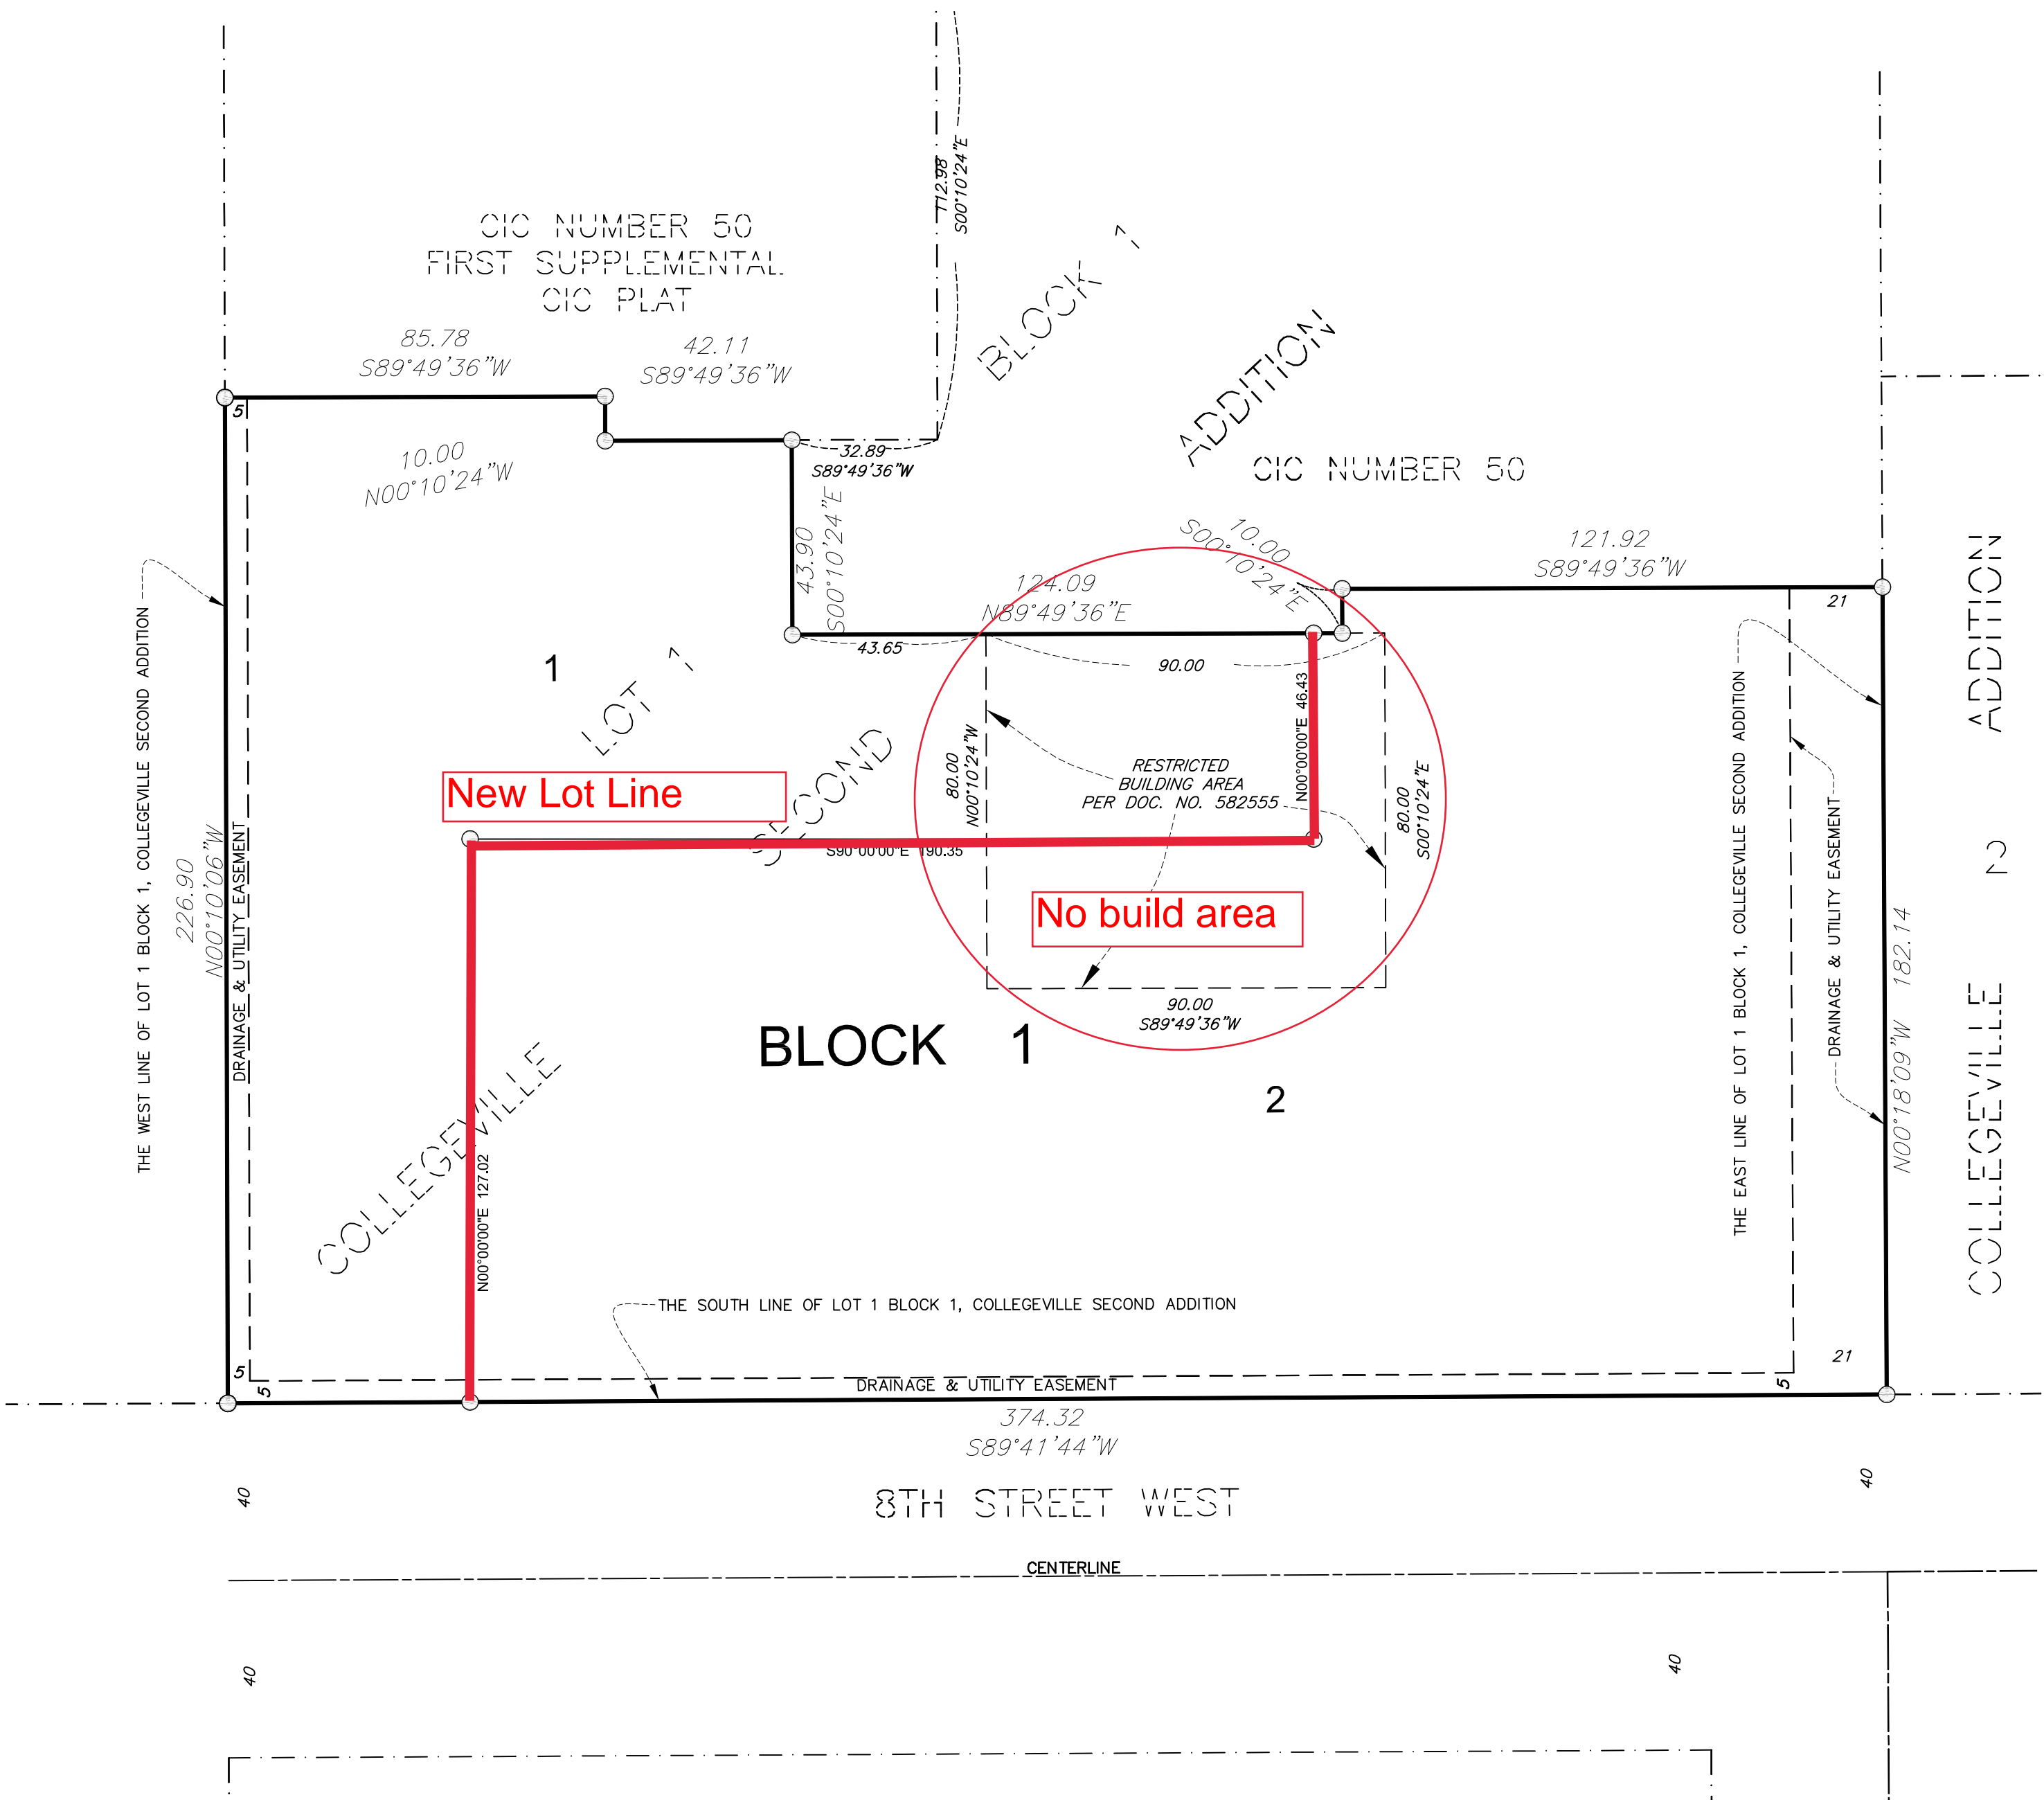 112.98
S00°10'24"E
CIC NUMBER 50
FIRST SUPPLEMENTAL
CIC PLAT
BLOCK 1
ADDITION
85.78
S89°49'36"W
42.11
S89°49'36"W
5
32.89
S89°49'36"W
10.00
N00°10'24"W
CIC NUMBER 50
43.90
S00°10'24"E
10.00
S00°10'24"E
121.92
S89°49'36"W
124.09
N89°49'36"E
21
43.65
90.00
1
LOT 1
SECOND
New Lot Line
80.00
N00°10'24"W
RESTRICTED
BUILDING AREA
PER DOC. NO. 582555
N00°00'00"E 46.43
80.00
S00°10'24"E
S90°00'00"E 190.35
No build area
90.00
S89°49'36"W
BLOCK 1
2
THE WEST LINE OF LOT 1 BLOCK 1, COLLEGEVILLE SECOND ADDITION
226.90
N00°10'06"W
DRAINAGE & UTILITY EASEMENT
COLLEGEVILLE
N00°00'00"E 127.02
THE EAST LINE OF LOT 1 BLOCK 1, COLLEGEVILLE SECOND ADDITION
DRAINAGE & UTILITY EASEMENT
N00°18'09"W 182.14
COLLEGEVILLE 2 ADDITION
THE SOUTH LINE OF LOT 1 BLOCK 1, COLLEGEVILLE SECOND ADDITION
5
5
DRAINAGE & UTILITY EASEMENT
5
21
374.32
S89°41'44"W
40
8TH STREET WEST
40
CENTERLINE
40
40